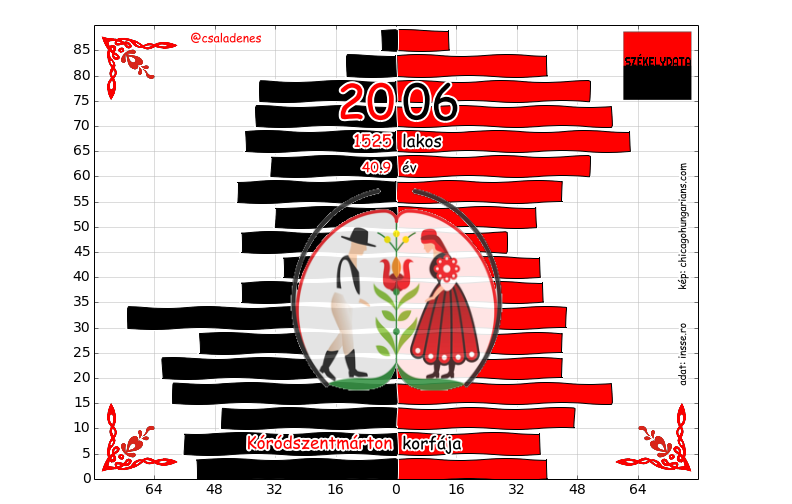 @csaladenes
SZÉKELYDATA
2006
1525 lakos
40.9 év
kép: chicagohungarians.com
adat: insse.ro
Kóródszentmárton korfája
85
80
75
70
65
60
55
50
45
40
35
30
25
20
15
10
5
0
64 48 32 16 0 16 32 48 64